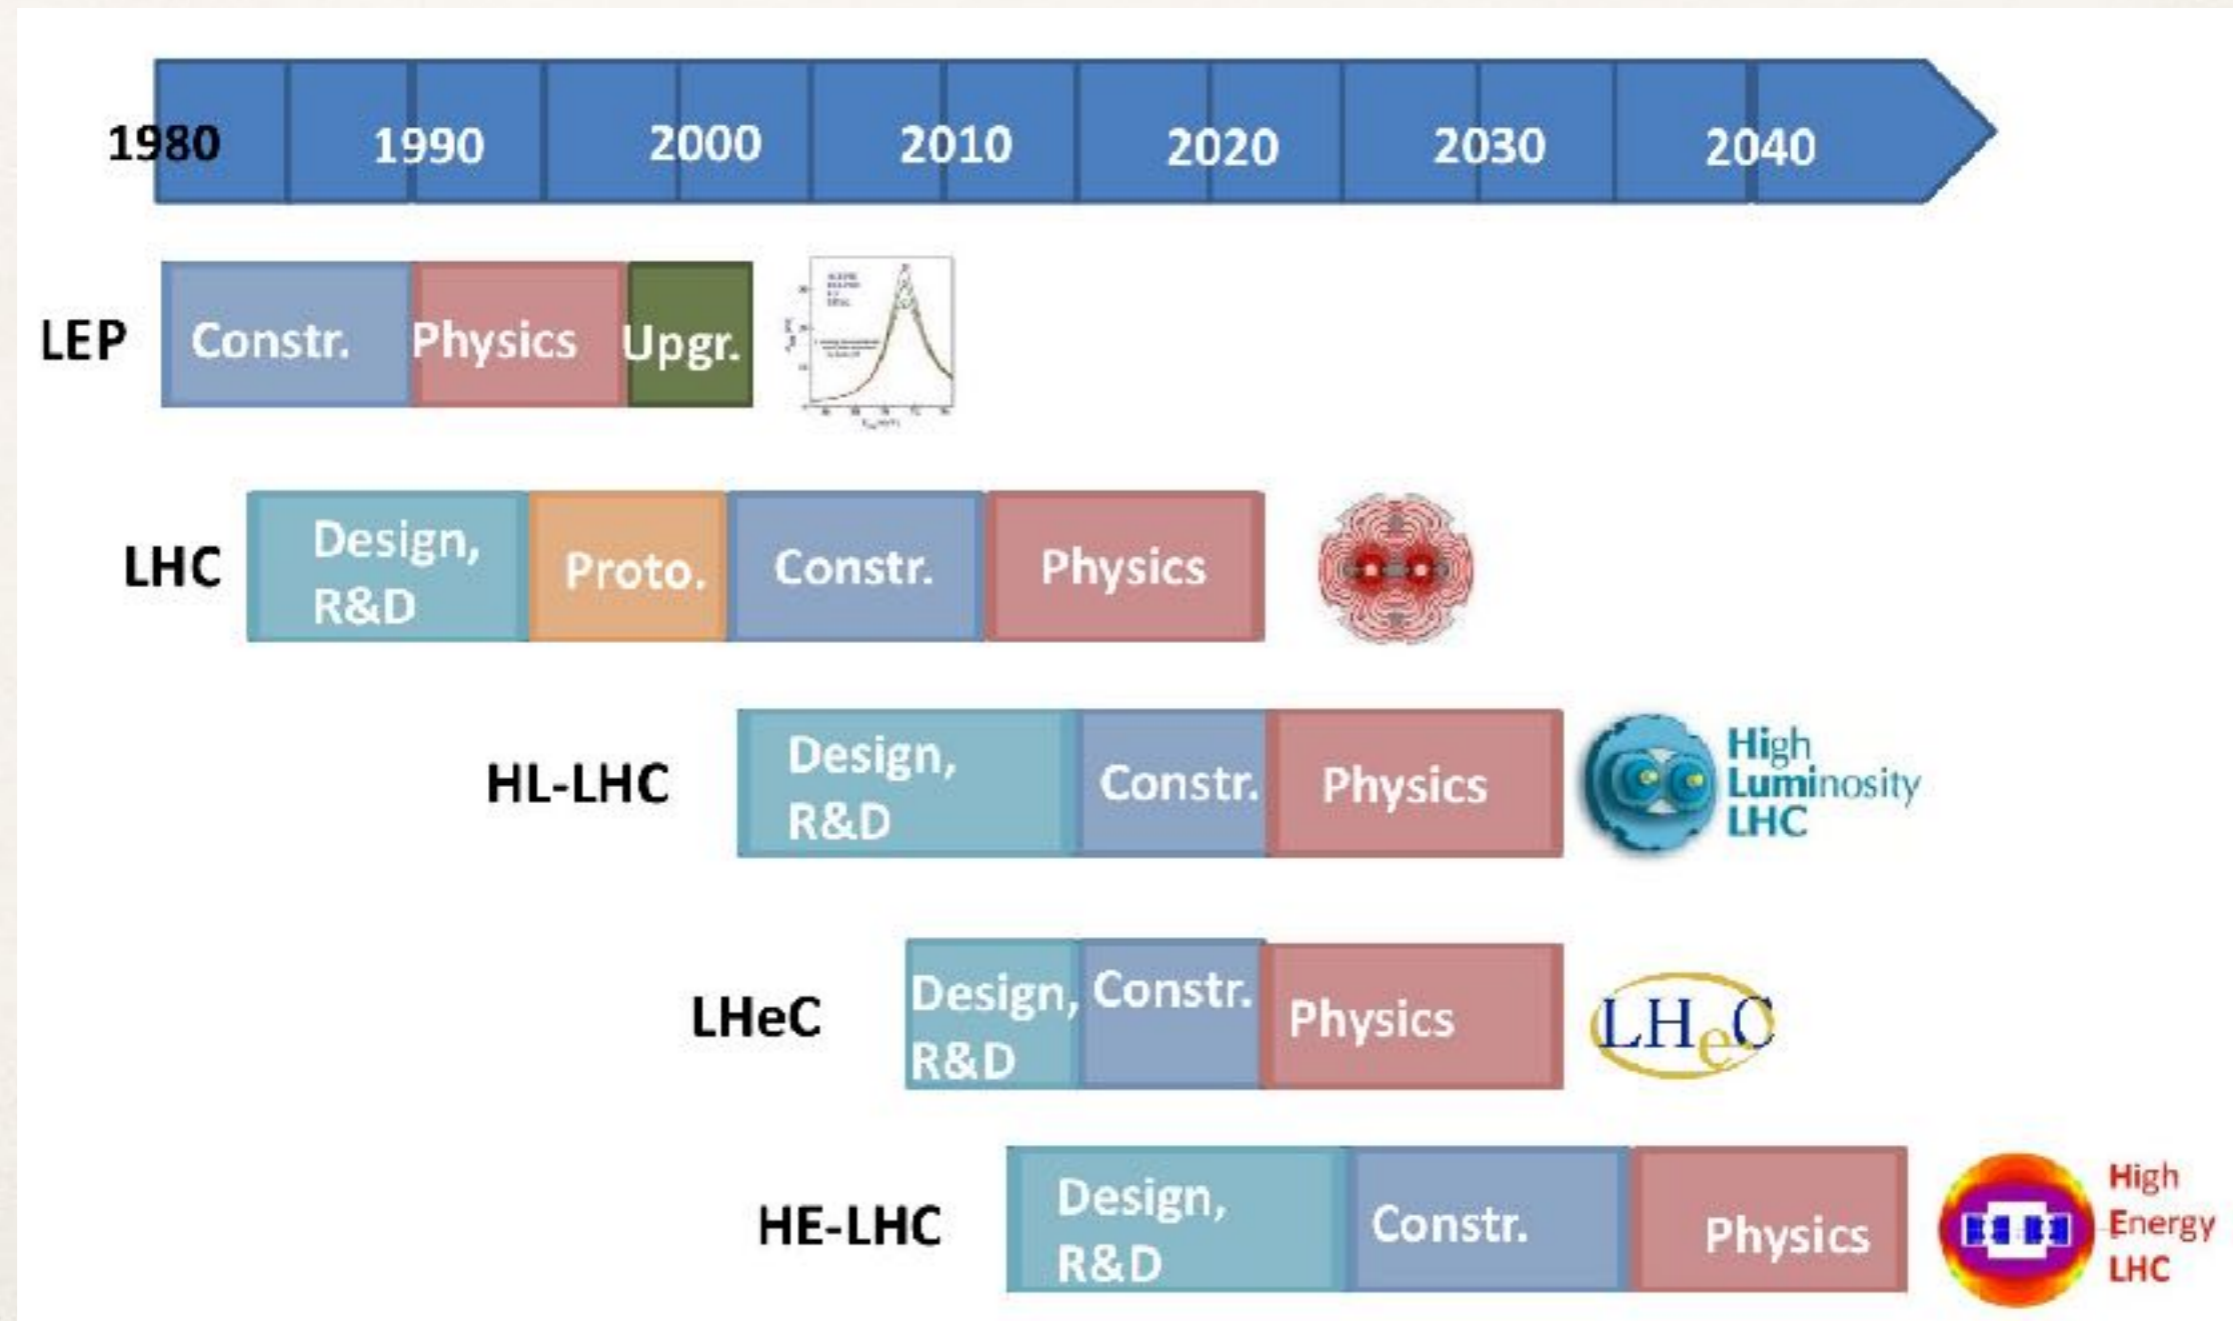 1980 1990 2000 2010 2020 2030 2040
LEP Constr. Physics Upgr.
LHC Design, R&D Proto. Constr. Physics
HL-LHC Design, R&D Constr. Physics
High
Luminosity
LHC
LHeC Design, R&D Constr. Physics
LHeC
HE-LHC Design, R&D Constr. Physics
High
Energy
LHC